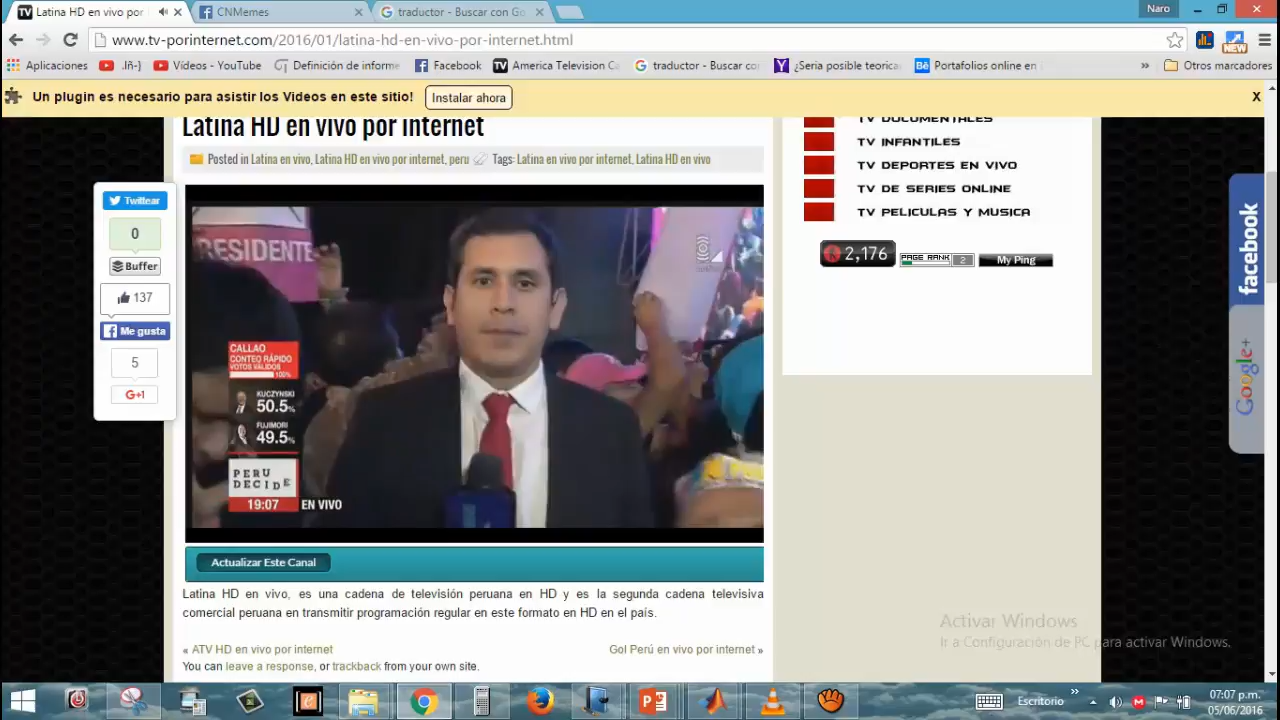 Latina HD en vivo por
CNMemes
traductor - Buscar con Go
Naro
www.tv-porinternet.com/2016/01/latina-hd-en-vivo-por-internet.html
NEW
Aplicaciones
.lñ-)
Vídeos - YouTube
Definición de informe
Facebook
America Television Ca
traductor - Buscar con
¿Seria posible teorica
Portafolios online en
»
Otros marcadores
Un plugin es necesario para asistir los Videos en este sitio!
Instalar ahora
X
Latina HD en vivo por internet
Posted in Latina en vivo, Latina HD en vivo por internet, peru
Tags: Latina en vivo por internet, Latina HD en vivo
Twittear
0
Buffer
137
Me gusta
5
G+1
RESIDENTE
CALLAO
CONTEO RÁPIDO
VOTOS VÁLIDOS
100%
KUCZYNSKI
50.5%
FUJIMORI
49.5%
PERU
DECIDE
19:07
EN VIVO
Actualizar Este Canal
Latina HD en vivo, es una cadena de televisión peruana en HD y es la segunda cadena televisiva
comercial peruana en transmitir programación regular en este formato en HD en el país.
« ATV HD en vivo por internet
Gol Perú en vivo por internet »
You can leave a response, or trackback from your own site.
TV DOCUMENTALES
TV INFANTILES
TV DEPORTES EN VIVO
TV DE SERIES ONLINE
TV PELICULAS Y MUSICA
2,176
PAGE RANK 2
My Ping
facebook
Google+
Activar Windows
Ir a Configuración de PC para activar Windows.
Escritorio
»
07:07 p.m.
05/06/2016